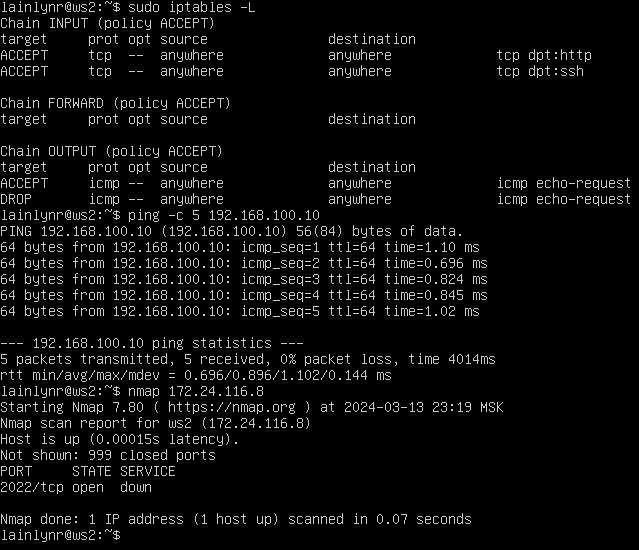 lainlynr@ws2:~$ sudo iptables -L
Chain INPUT (policy ACCEPT)
target     prot opt source               destination
ACCEPT     tcp  --  anywhere             anywhere             tcp dpt:http
ACCEPT     tcp  --  anywhere             anywhere             tcp dpt:ssh

Chain FORWARD (policy ACCEPT)
target     prot opt source               destination

Chain OUTPUT (policy ACCEPT)
target     prot opt source               destination
ACCEPT     icmp --  anywhere             anywhere             icmp echo-request
DROP       icmp --  anywhere             anywhere             icmp echo-request
lainlynr@ws2:~$ ping -c 5 192.168.100.10
PING 192.168.100.10 (192.168.100.10) 56(84) bytes of data.
64 bytes from 192.168.100.10: icmp_seq=1 ttl=64 time=1.10 ms
64 bytes from 192.168.100.10: icmp_seq=2 ttl=64 time=0.696 ms
64 bytes from 192.168.100.10: icmp_seq=3 ttl=64 time=0.824 ms
64 bytes from 192.168.100.10: icmp_seq=4 ttl=64 time=0.845 ms
64 bytes from 192.168.100.10: icmp_seq=5 ttl=64 time=1.02 ms

--- 192.168.100.10 ping statistics ---
5 packets transmitted, 5 received, 0% packet loss, time 4014ms
rtt min/avg/max/mdev = 0.696/0.896/1.102/0.144 ms
lainlynr@ws2:~$ nmap 172.24.116.8
Starting Nmap 7.80 ( https://nmap.org ) at 2024-03-13 23:19 MSK
Nmap scan report for ws2 (172.24.116.8)
Host is up (0.00015s latency).
Not shown: 999 closed ports
PORT     STATE SERVICE
2022/tcp open  down

Nmap done: 1 IP address (1 host up) scanned in 0.07 seconds
lainlynr@ws2:~$